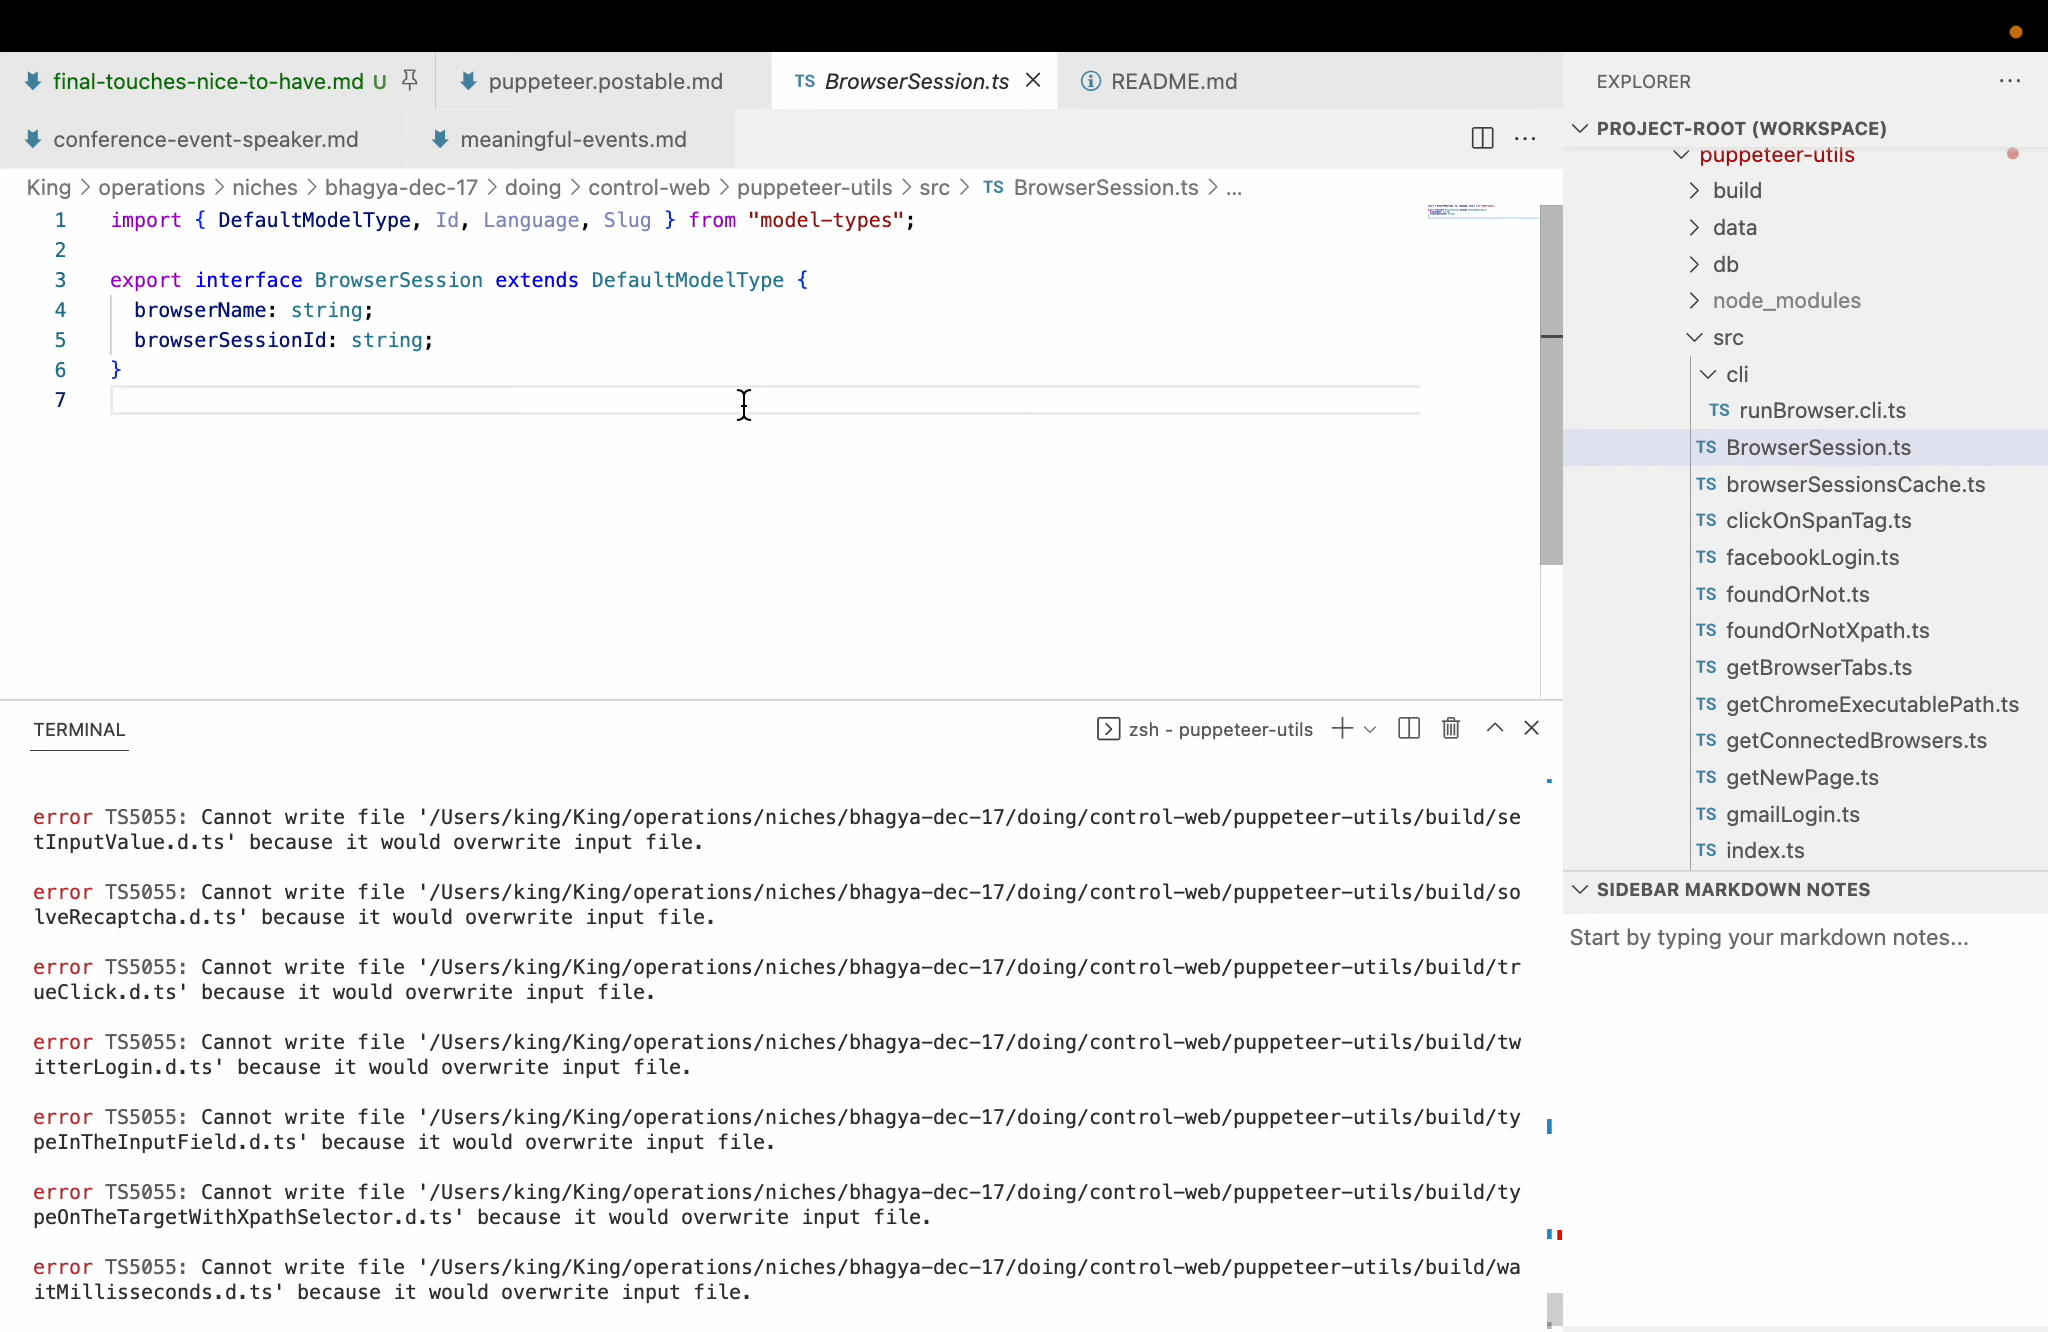 final-touches-nice-to-have.md U
puppeteer.postable.md
TS BrowserSession.ts
README.md
conference-event-speaker.md
meaningful-events.md
King > operations > niches > bhagya-dec-17 > doing > control-web > puppeteer-utils > src > TS BrowserSession.ts > ...
1 import { DefaultModelType, Id, Language, Slug } from "model-types";
2
3 export interface BrowserSession extends DefaultModelType {
4 browserName: string;
5 browserSessionId: string;
6 }
7
TERMINAL
zsh - puppeteer-utils
error TS5055: Cannot write file '/Users/king/King/operations/niches/bhagya-dec-17/doing/control-web/puppeteer-utils/build/se
tInputValue.d.ts' because it would overwrite input file.
error TS5055: Cannot write file '/Users/king/King/operations/niches/bhagya-dec-17/doing/control-web/puppeteer-utils/build/so
lveRecaptcha.d.ts' because it would overwrite input file.
error TS5055: Cannot write file '/Users/king/King/operations/niches/bhagya-dec-17/doing/control-web/puppeteer-utils/build/tr
ueClick.d.ts' because it would overwrite input file.
error TS5055: Cannot write file '/Users/king/King/operations/niches/bhagya-dec-17/doing/control-web/puppeteer-utils/build/tw
itterLogin.d.ts' because it would overwrite input file.
error TS5055: Cannot write file '/Users/king/King/operations/niches/bhagya-dec-17/doing/control-web/puppeteer-utils/build/ty
peInTheInputField.d.ts' because it would overwrite input file.
error TS5055: Cannot write file '/Users/king/King/operations/niches/bhagya-dec-17/doing/control-web/puppeteer-utils/build/ty
peOnTheTargetWithXpathSelector.d.ts' because it would overwrite input file.
error TS5055: Cannot write file '/Users/king/King/operations/niches/bhagya-dec-17/doing/control-web/puppeteer-utils/build/wa
itMillisseconds.d.ts' because it would overwrite input file.
EXPLORER
PROJECT-ROOT (WORKSPACE)
puppeteer-utils
build
data
db
node_modules
src
cli
TS runBrowser.cli.ts
TS BrowserSession.ts
TS browserSessionsCache.ts
TS clickOnSpanTag.ts
TS facebookLogin.ts
TS foundOrNot.ts
TS foundOrNotXpath.ts
TS getBrowserTabs.ts
TS getChromeExecutablePath.ts
TS getConnectedBrowsers.ts
TS getNewPage.ts
TS gmailLogin.ts
TS index.ts
SIDEBAR MARKDOWN NOTES
Start by typing your markdown notes...